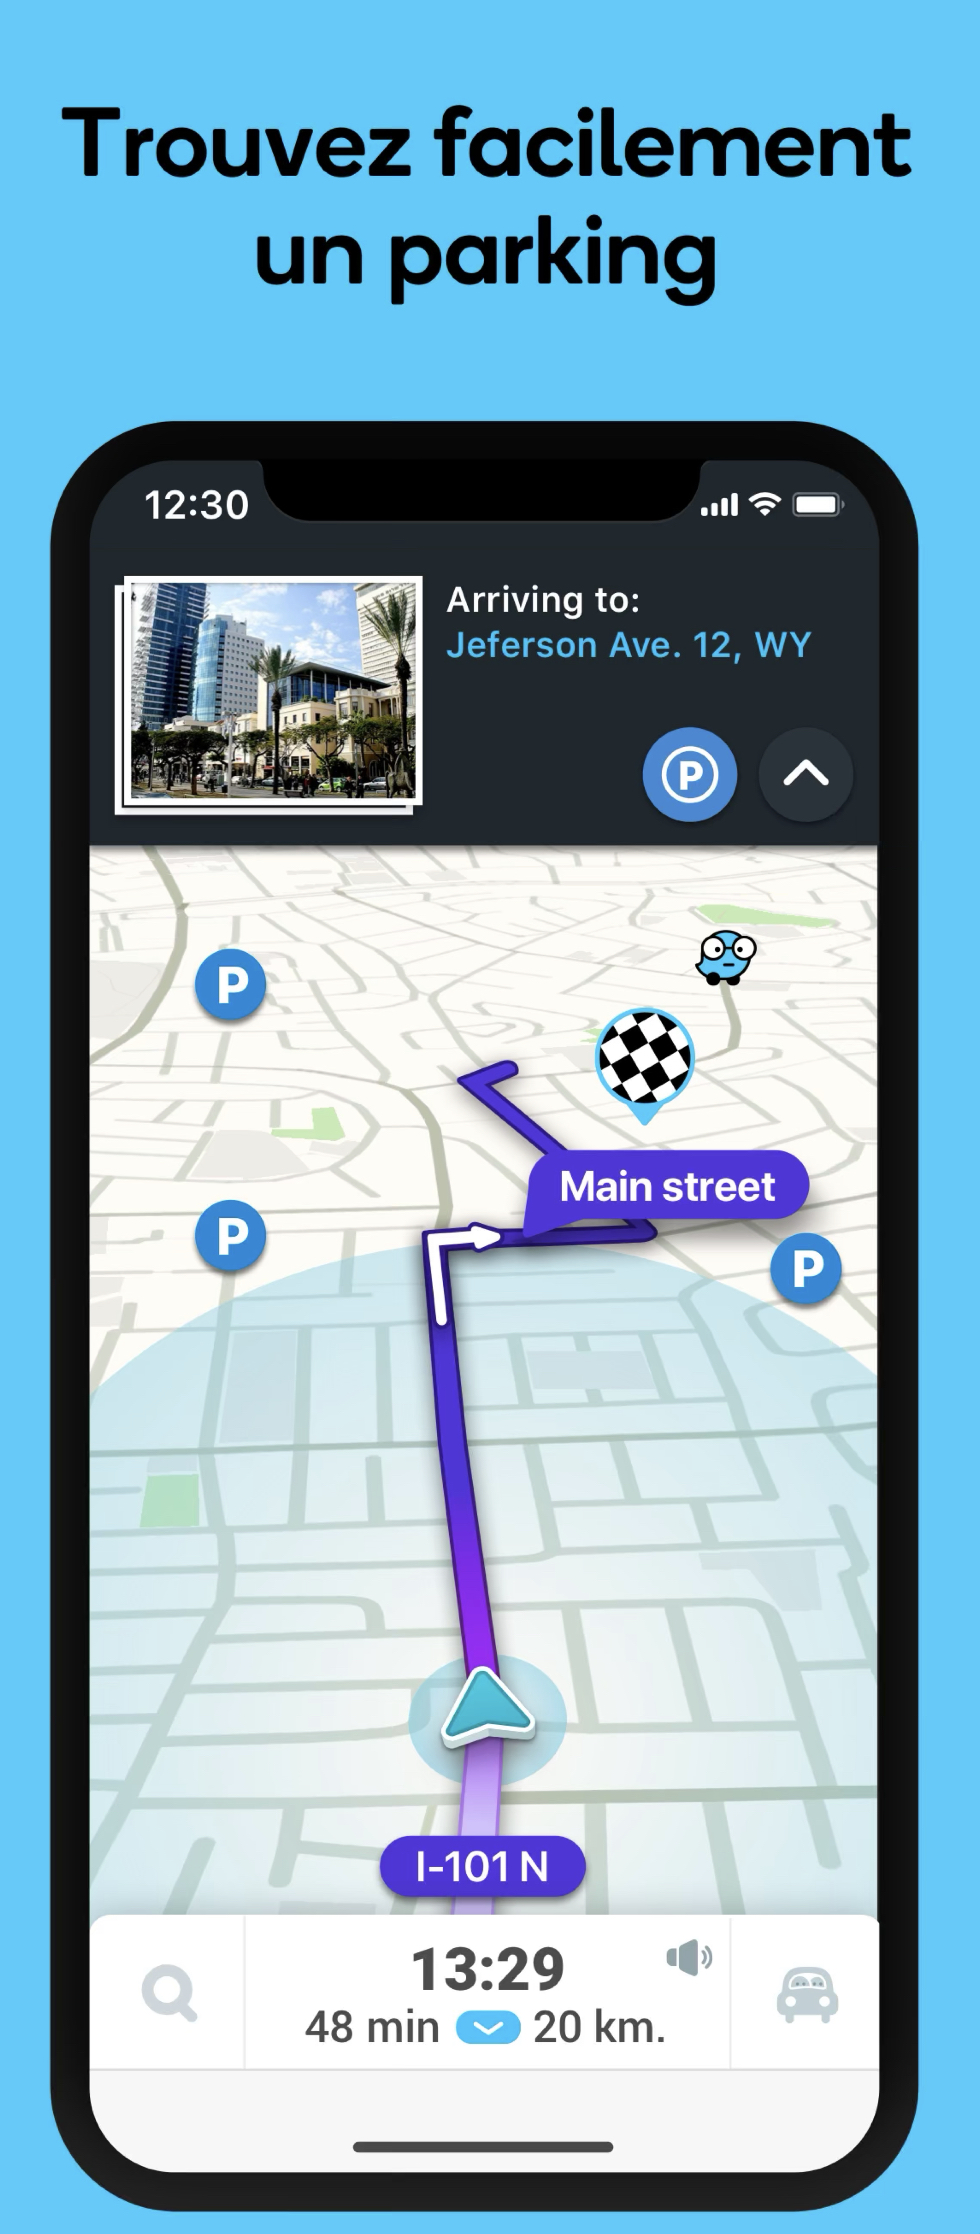 Trouvez facilement
un parking
12:30
Arriving to:
Jeferson Ave. 12, WY
P
P
Main street
P
P
I-101 N
13:29
48 min 20 km.